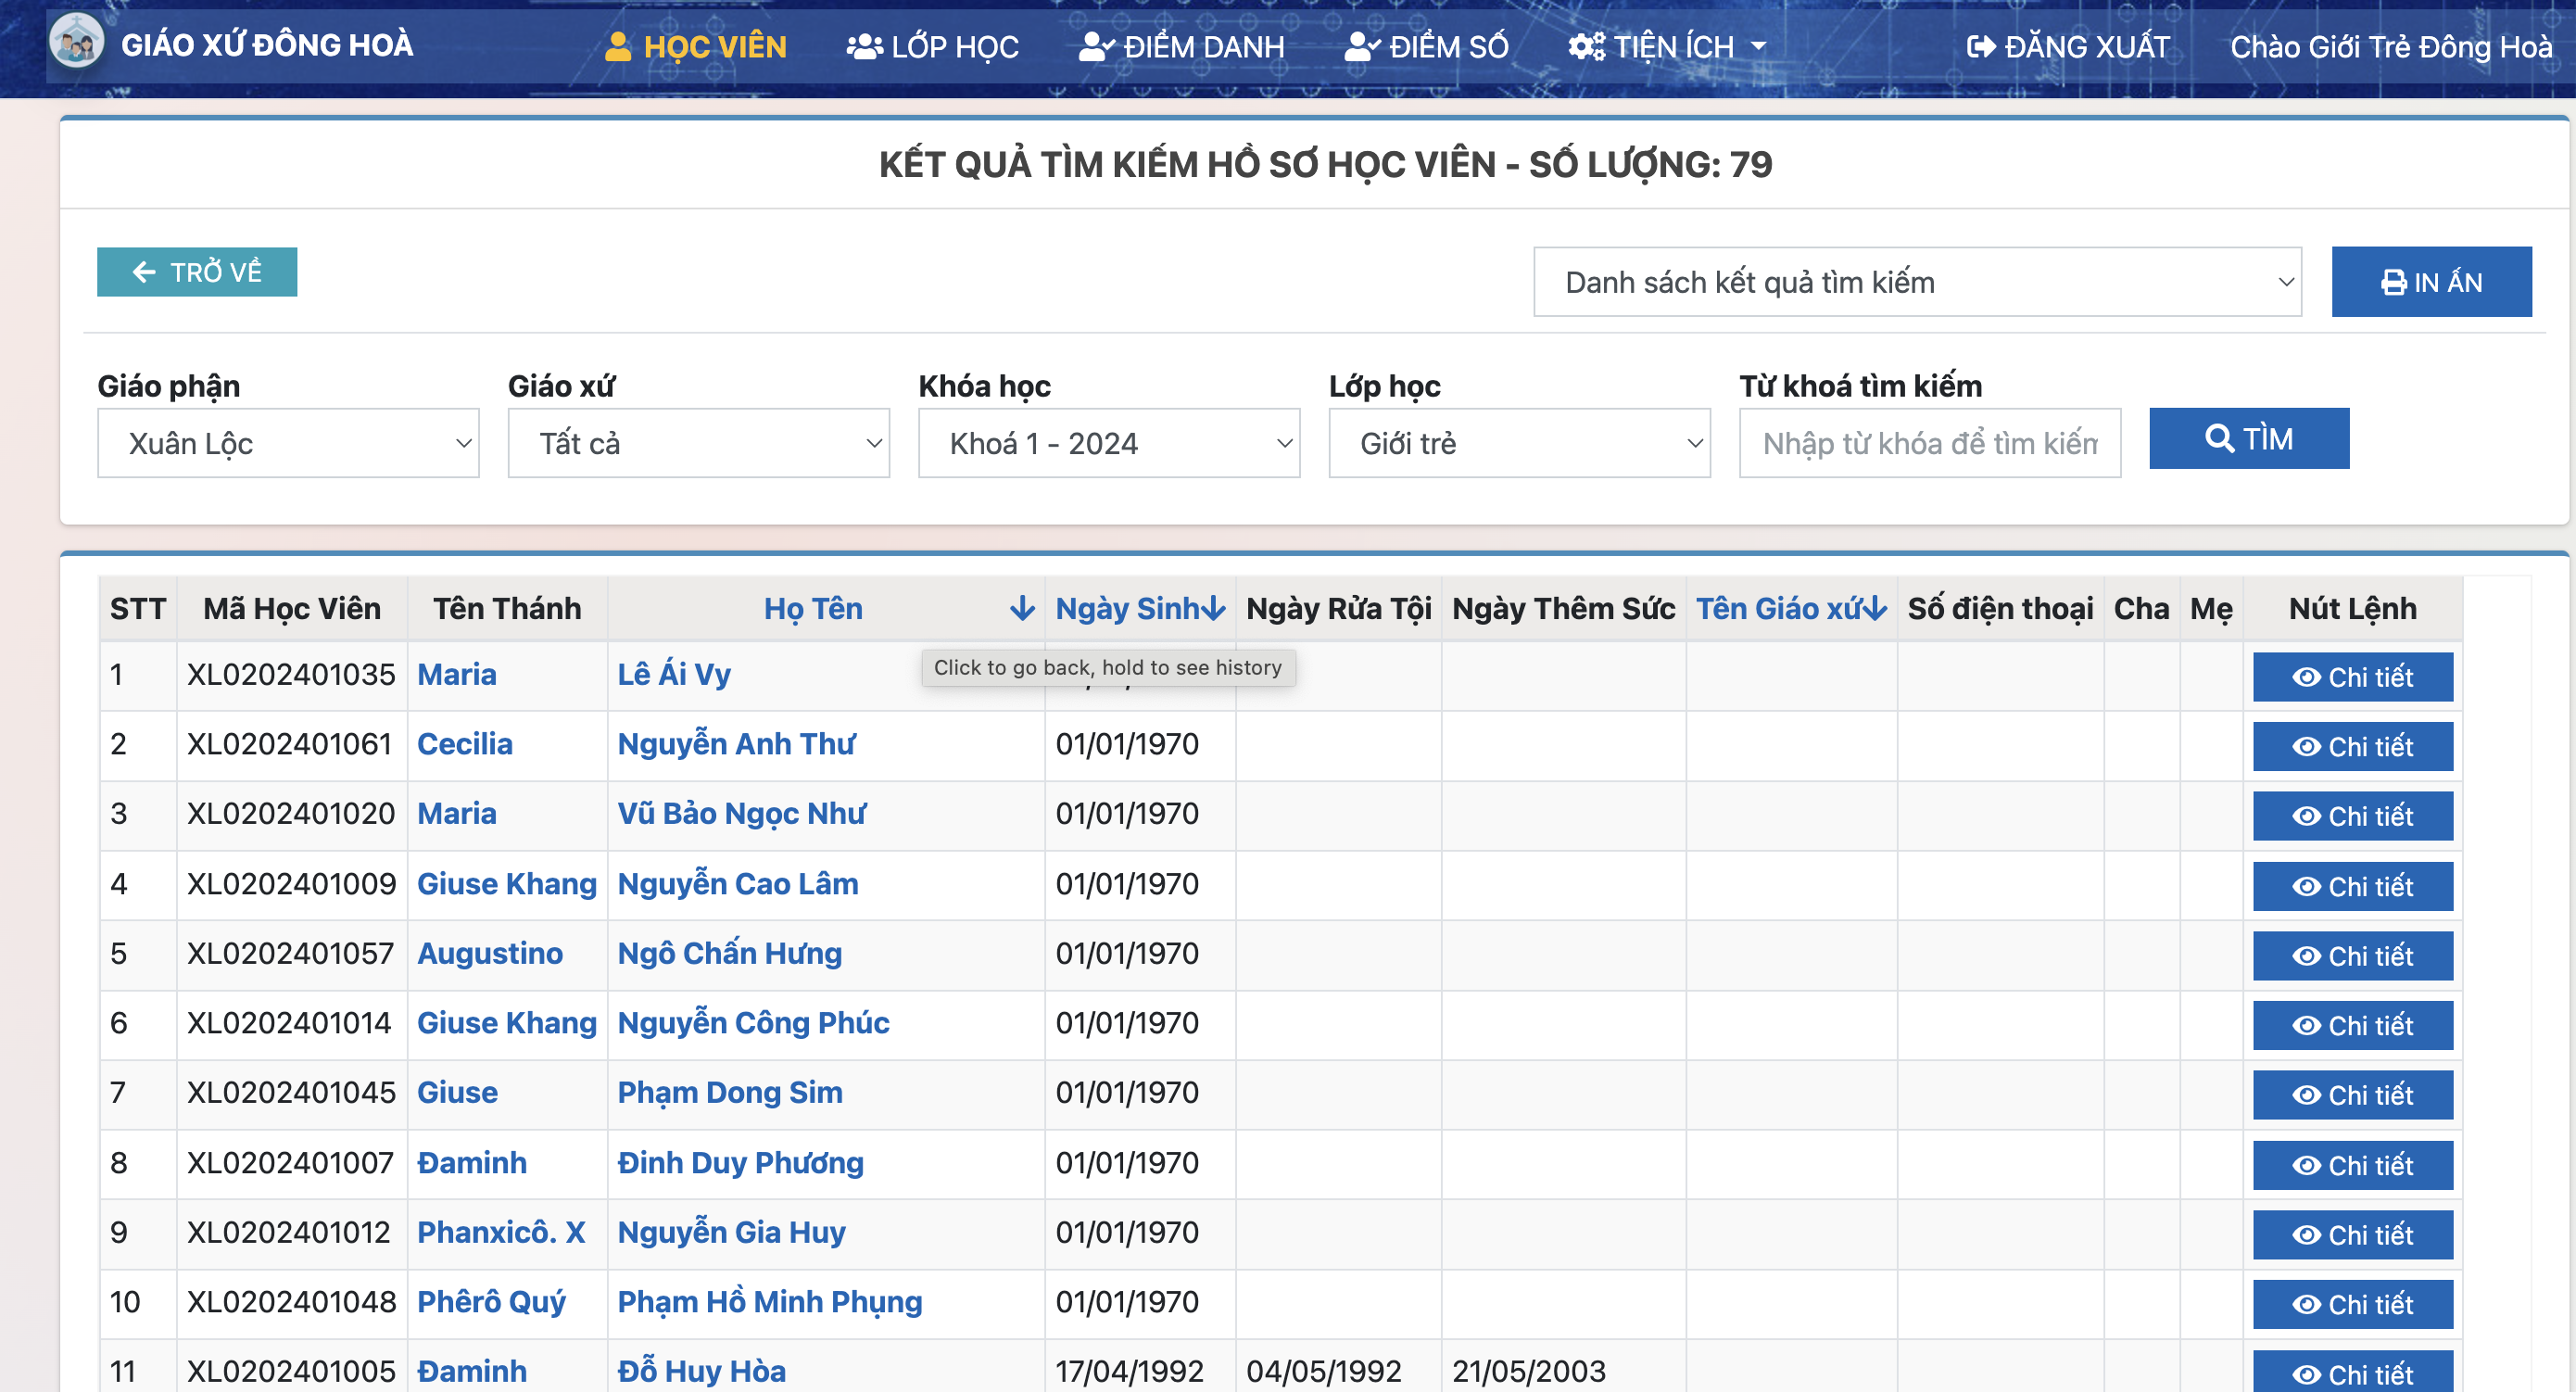 GIÁO XỨ ĐÔNG HOÀ HỌC VIÊN LỚP HỌC ĐIỂM DANH ĐIỂM SỐ TIỆN ÍCH ĐĂNG XUẤT Chào Giới Trẻ Đông Hoà
KẾT QUẢ TÌM KIẾM HỒ SƠ HỌC VIÊN - SỐ LƯỢNG: 79
TRỞ VỀ Danh sách kết quả tìm kiếm IN ẤN
Giáo phận Giáo xứ Khóa học Lớp học Từ khoá tìm kiếm
Xuân Lộc Tất cả Khoá 1 - 2024 Giới trẻ Nhập từ khóa để tìm kiếm TÌM
STT Mã Học Viên Tên Thánh Họ Tên Ngày Sinh Ngày Rửa Tội Ngày Thêm Sức Tên Giáo xứ Số điện thoại Cha Mẹ Nút Lệnh
1 XL0202401035 Maria Lê Ái Vy Click to go back, hold to see history Chi tiết
2 XL0202401061 Cecilia Nguyễn Anh Thư 01/01/1970 Chi tiết
3 XL0202401020 Maria Vũ Bảo Ngọc Như 01/01/1970 Chi tiết
4 XL0202401009 Giuse Khang Nguyễn Cao Lâm 01/01/1970 Chi tiết
5 XL0202401057 Augustino Ngô Chấn Hưng 01/01/1970 Chi tiết
6 XL0202401014 Giuse Khang Nguyễn Công Phúc 01/01/1970 Chi tiết
7 XL0202401045 Giuse Phạm Dong Sim 01/01/1970 Chi tiết
8 XL0202401007 Đaminh Đinh Duy Phương 01/01/1970 Chi tiết
9 XL0202401012 Phanxicô. X Nguyễn Gia Huy 01/01/1970 Chi tiết
10 XL0202401048 Phêrô Quý Phạm Hồ Minh Phụng 01/01/1970 Chi tiết
11 XL0202401005 Đaminh Đỗ Huy Hòa 17/04/1992 04/05/1992 21/05/2003 Chi tiết